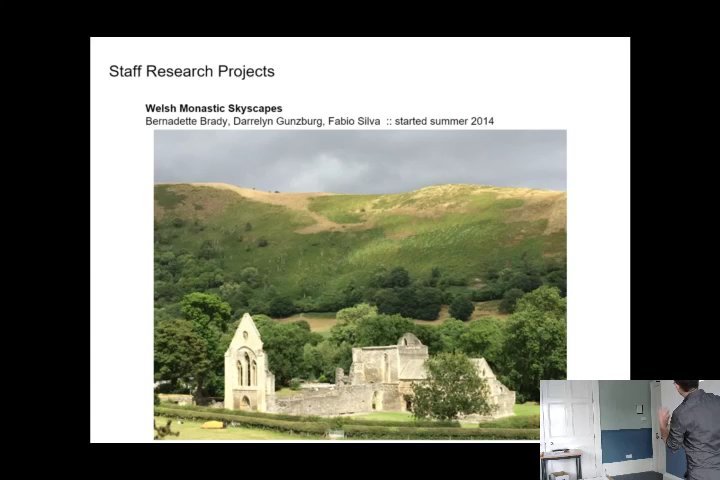 Staff Research Projects
Welsh Monastic Skyscapes
Bernadette Brady, Darrelyn Gunzburg, Fabio Silva :: started summer 2014